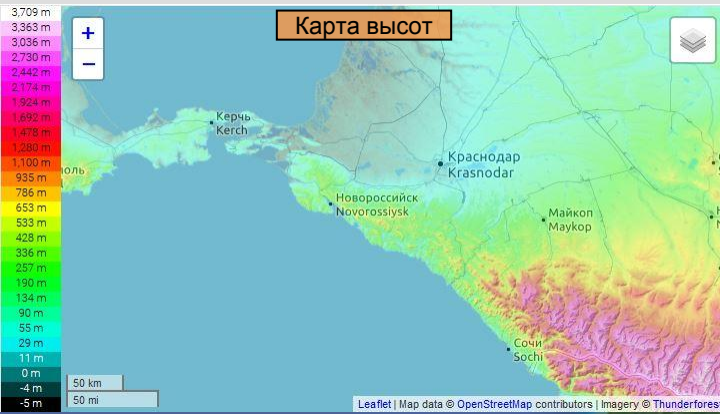 Карта высот
3,709 m
3,363 m
3,036 m
2,730 m
2,442 m
2,174 m
1,924 m
1,692 m
1,478 m
1,280 m
1,100 m
935 m
786 m
653 m
533 m
428 m
336 m
257 m
190 m
134 m
90 m
55 m
29 m
11 m
0 m
-4 m
-5 m
+
−
Керчь
Kerch
оль
Краснодар
Krasnodar
Новороссийск
Novorossiysk
Майкоп
Maykop
Сочи
Sochi
50 km
50 mi
Leaflet | Map data © OpenStreetMap contributors | Imagery © Thunderfores